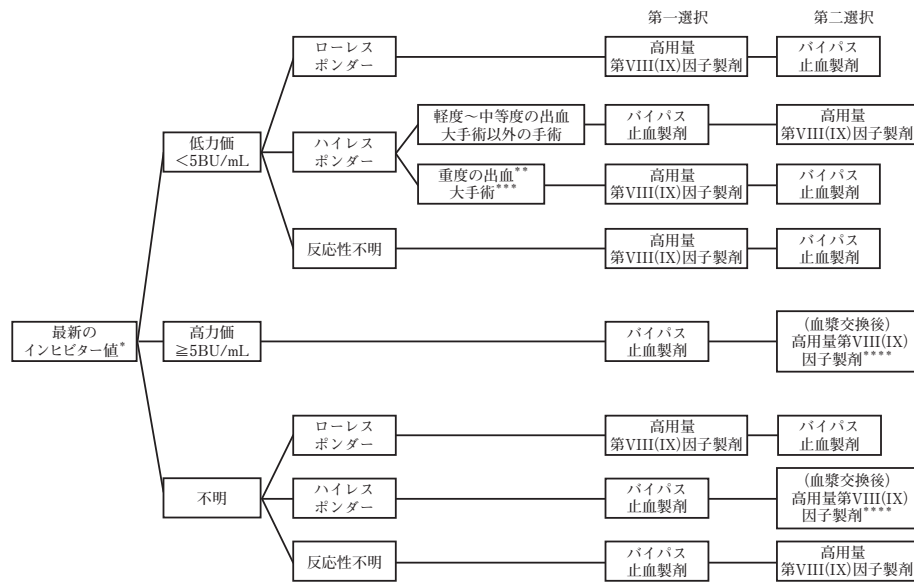 第一選択
第二選択
ローレス
ポンダー
高用量
第VIII(IX)因子製剤
バイパス
止血製剤
低力価
<5BU/mL
ハイレス
ポンダー
軽度〜中等度の出血
大手術以外の手術
バイパス
止血製剤
高用量
第VIII(IX)因子製剤
重度の出血**
大手術***
高用量
第VIII(IX)因子製剤
バイパス
止血製剤
反応性不明
高用量
第VIII(IX)因子製剤
バイパス
止血製剤
最新の
インヒビター値*
高力価
≧5BU/mL
バイパス
止血製剤
(血漿交換後)
高用量第VIII(IX)
因子製剤****
不明
ローレス
ポンダー
高用量
第VIII(IX)因子製剤
バイパス
止血製剤
ハイレス
ポンダー
バイパス
止血製剤
(血漿交換後)
高用量第VIII(IX)
因子製剤****
反応性不明
バイパス
止血製剤
高用量
第VIII(IX)因子製剤